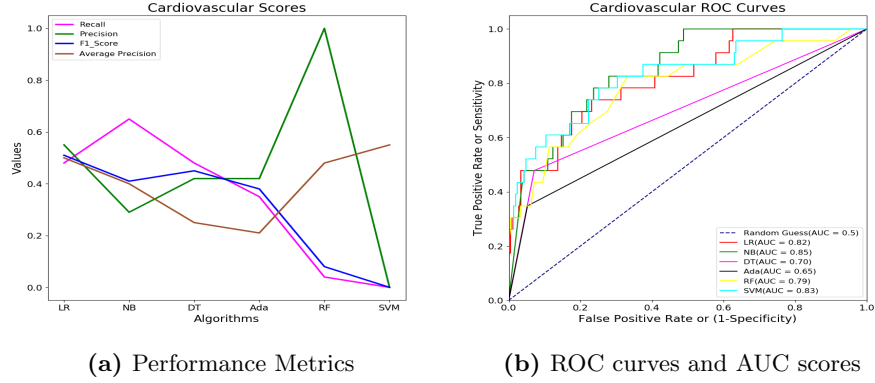 Cardiovascular Scores
Recall
Precision
F1_Score
Average Precision
1.0
0.8
0.6
0.4
0.2
0.0
Values
LR NB DT Ada RF SVM
Algorithms
(a) Performance Metrics
Cardiovascular ROC Curves
1.0
0.8
0.6
0.4
0.2
0.0
True Positive Rate or Sensitivity
Random Guess(AUC = 0.5)
LR(AUC = 0.82)
NB(AUC = 0.85)
DT(AUC = 0.70)
Ada(AUC = 0.65)
RF(AUC = 0.79)
SVM(AUC = 0.83)
0.0 0.2 0.4 0.6 0.8 1.0
False Positive Rate or (1-Specificity)
(b) ROC curves and AUC scores